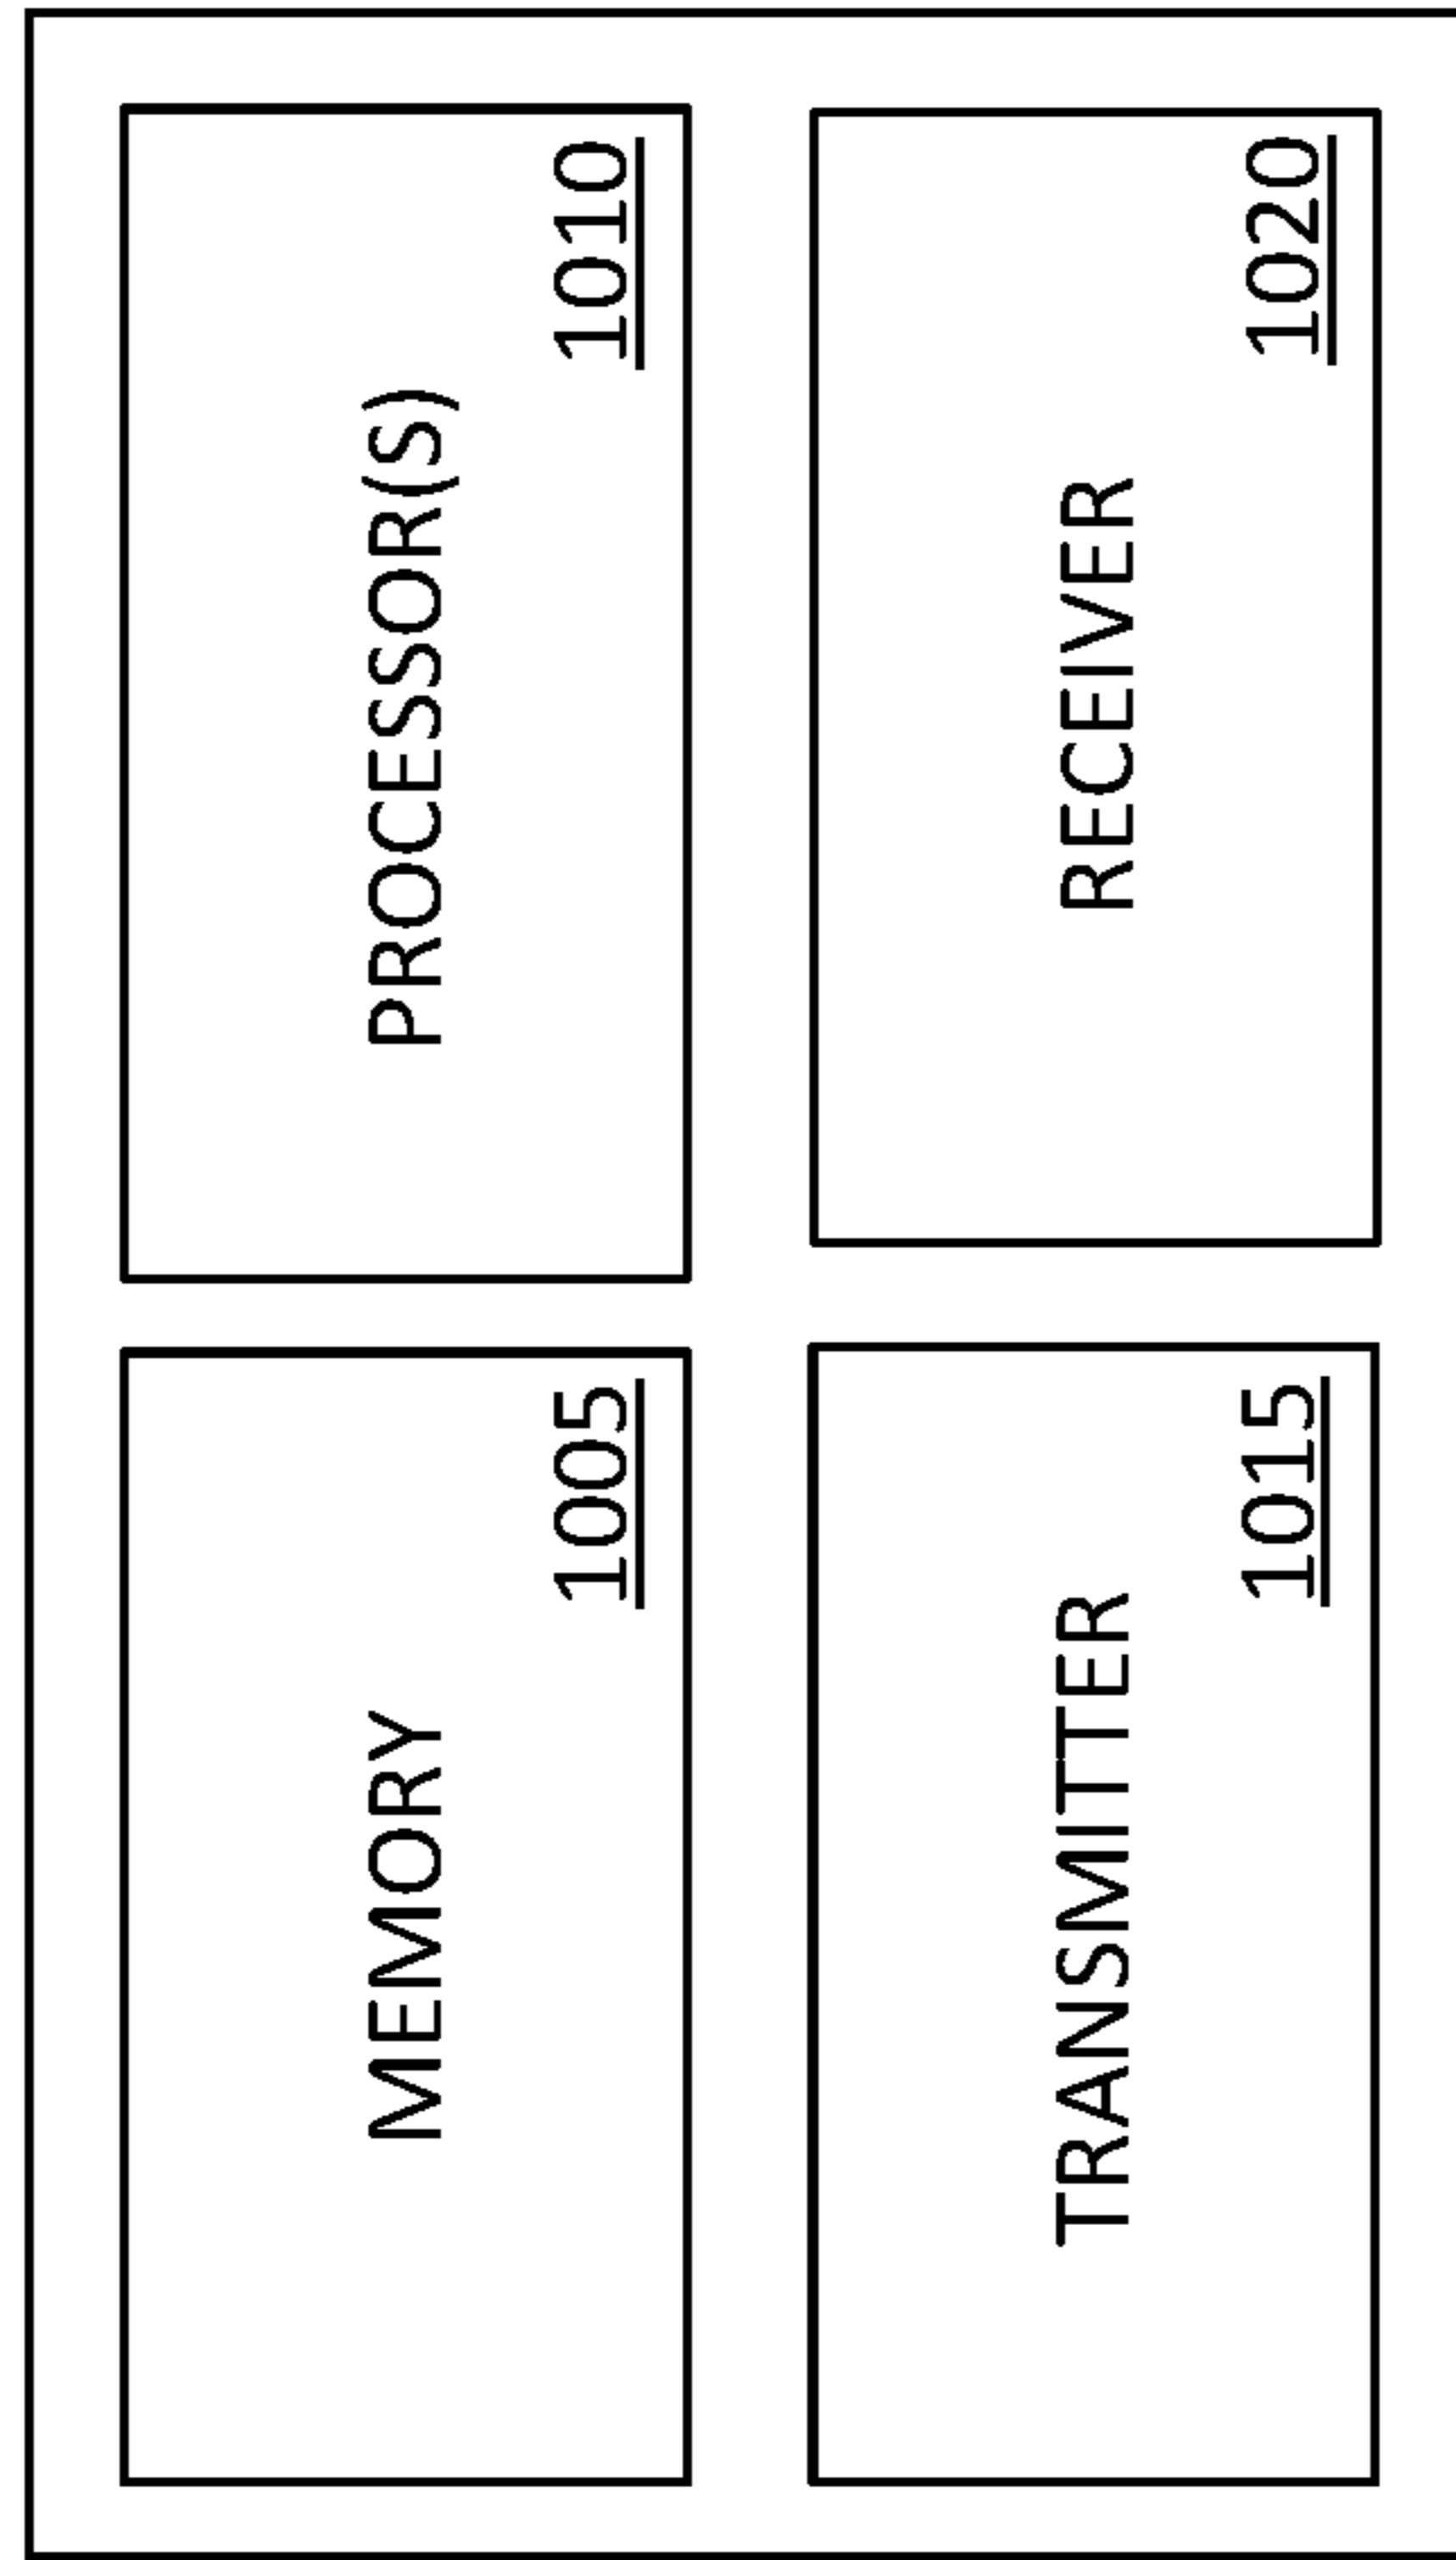 MEMORY
1005
PROCESSOR(S)
1010
TRANSMITTER
1015
RECEIVER
1020